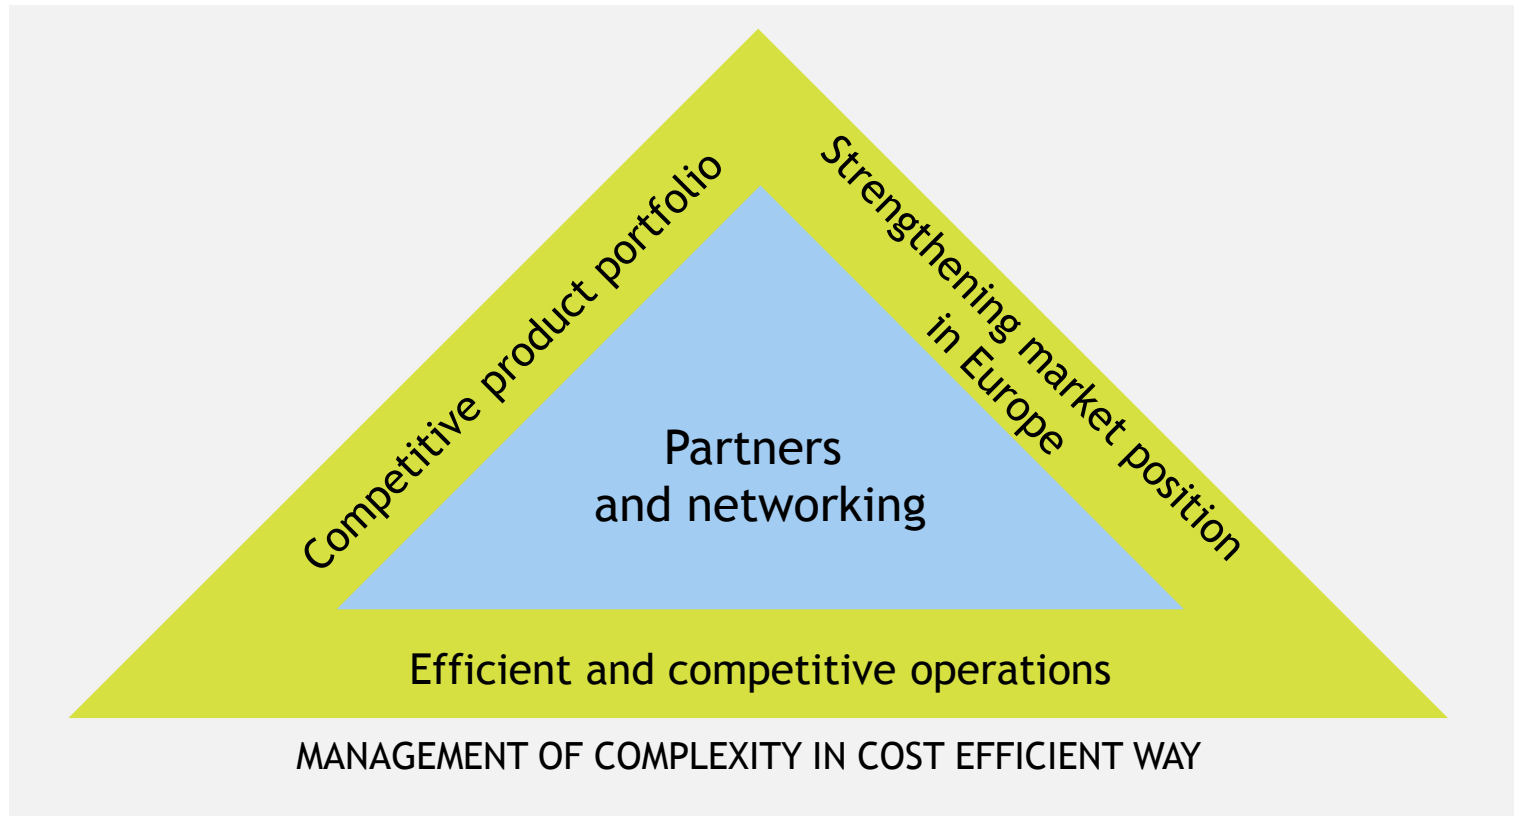 Competitive product portfolio
Strengthening market position
in Europe
Partners
and networking
Efficient and competitive operations
MANAGEMENT OF COMPLEXITY IN COST EFFICIENT WAY